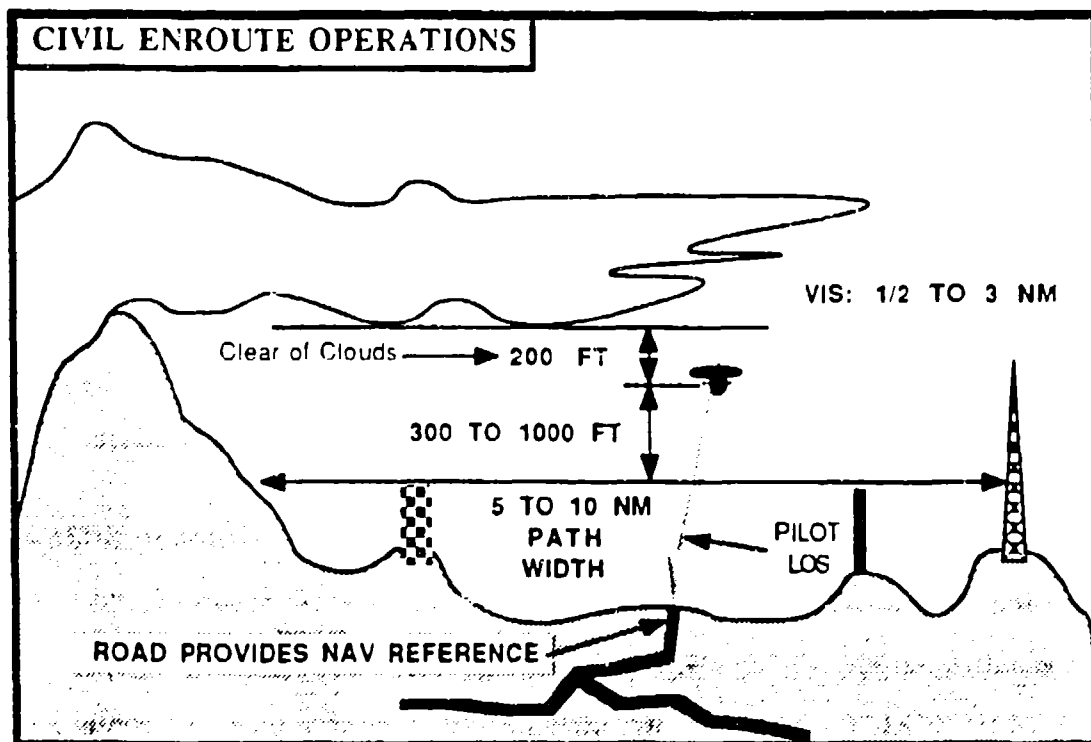 CIVIL ENROUTE OPERATIONS
VIS: 1/2 TO 3 NM
Clear of Clouds
200 FT
300 TO 1000 FT
5 TO 10 NM
PATH
WIDTH
PILOT
LOS
ROAD PROVIDES NAV REFERENCE